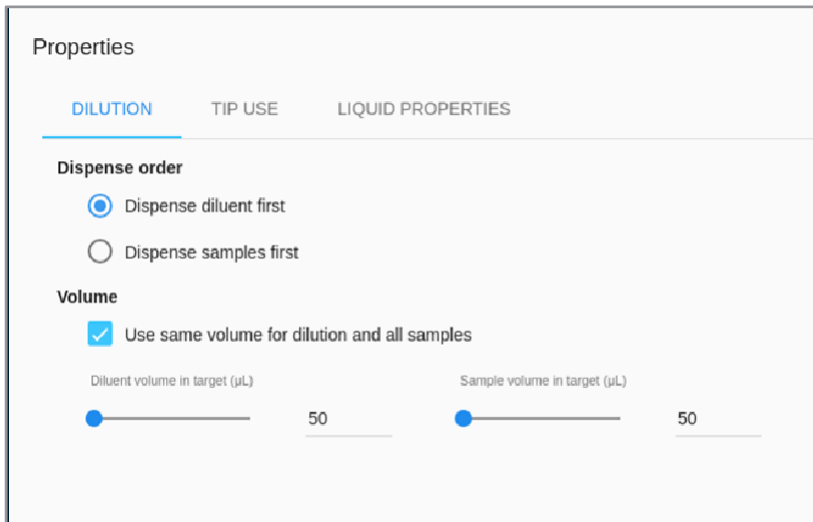 Properties
DILUTION TIP USE LIQUID PROPERTIES
Dispense order
Dispense diluent first
Dispense samples first
Volume
Use same volume for dilution and all samples
Diluent volume in target (µL) Sample volume in target (µL)
50 50